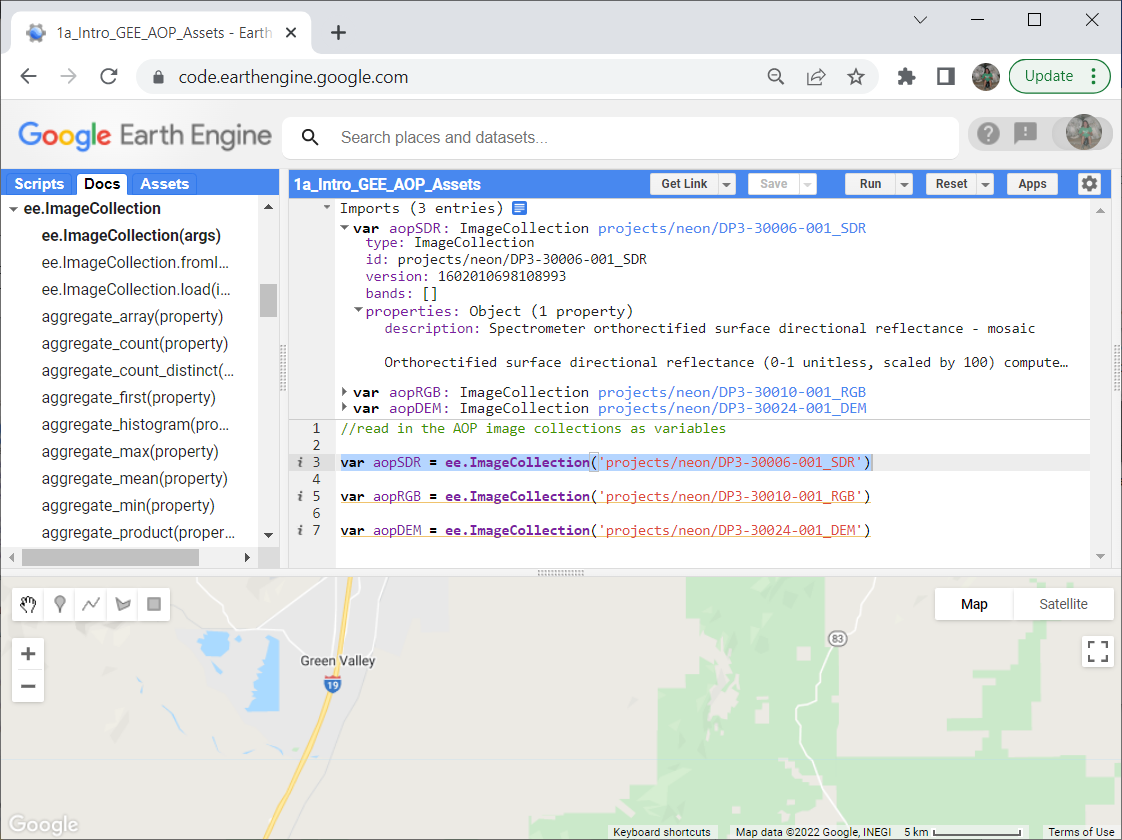 1a_Intro_GEE_AOP_Assets - Earth
code.earthengine.google.com
Update
Google Earth Engine
Search places and datasets...
Scripts Docs Assets
1a_Intro_GEE_AOP_Assets
Get Link Save Run Reset Apps
ee.ImageCollection
ee.ImageCollection(args)
ee.ImageCollection.froml...
ee.ImageCollection.load(i...
aggregate_array(property)
aggregate_count(property)
aggregate_count_distinct(...
aggregate_first(property)
aggregate_histogram(pro...
aggregate_max(property)
aggregate_mean(property)
aggregate_min(property)
aggregate_product(proper...
Imports (3 entries)
var aopSDR: ImageCollection projects/neon/DP3-30006-001_SDR
type: ImageCollection
id: projects/neon/DP3-30006-001_SDR
version: 1602010698108993
bands: []
properties: Object (1 property)
description: Spectrometer orthorectified surface directional reflectance - mosaic
Orthorectified surface directional reflectance (0-1 unitless, scaled by 100) compute…
var aopRGB: ImageCollection projects/neon/DP3-30010-001_RGB
var aopDEM: ImageCollection projects/neon/DP3-30024-001_DEM
1 //read in the AOP image collections as variables
2
i 3 var aopSDR = ee.ImageCollection('projects/neon/DP3-30006-001_SDR')
4
i 5 var aopRGB = ee.ImageCollection('projects/neon/DP3-30010-001_RGB')
6
i 7 var aopDEM = ee.ImageCollection('projects/neon/DP3-30024-001_DEM')
Map Satellite
83
Green Valley
19
Google
Keyboard shortcuts Map data ©2022 Google, INEGI 5 km Terms of Use